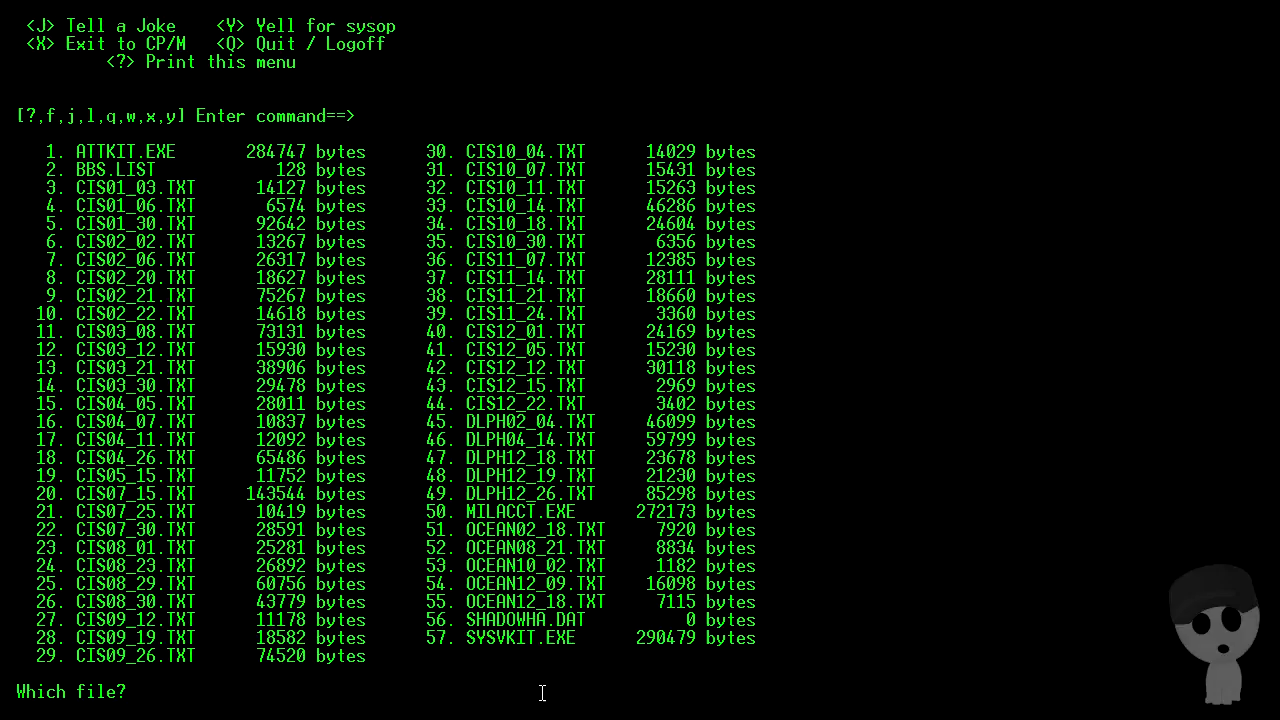 <J> Tell a Joke    <Y> Yell for sysop
<X> Exit to CP/M   <Q> Quit / Logoff
<?> Print this menu
[?,f,j,l,q,w,x,y] Enter command==>
1. ATTKIT.EXE       284747 bytes      30. CIS10_04.TXT      14029 bytes
2. BBS.LIST            128 bytes      31. CIS10_07.TXT      15431 bytes
3. CIS01_03.TXT      14127 bytes      32. CIS10_11.TXT      15263 bytes
4. CIS01_06.TXT       6574 bytes      33. CIS10_14.TXT      46286 bytes
5. CIS01_30.TXT      92642 bytes      34. CIS10_18.TXT      24604 bytes
6. CIS02_02.TXT      13267 bytes      35. CIS10_30.TXT       6356 bytes
7. CIS02_06.TXT      26317 bytes      36. CIS11_07.TXT      12385 bytes
8. CIS02_20.TXT      18627 bytes      37. CIS11_14.TXT      28111 bytes
9. CIS02_21.TXT      75267 bytes      38. CIS11_21.TXT      18660 bytes
10. CIS02_22.TXT      14618 bytes      39. CIS11_24.TXT       3360 bytes
11. CIS03_08.TXT      73131 bytes      40. CIS12_01.TXT      24169 bytes
12. CIS03_12.TXT      15930 bytes      41. CIS12_05.TXT      15230 bytes
13. CIS03_21.TXT      38906 bytes      42. CIS12_12.TXT      30118 bytes
14. CIS03_30.TXT      29478 bytes      43. CIS12_15.TXT       2969 bytes
15. CIS04_05.TXT      28011 bytes      44. CIS12_22.TXT       3402 bytes
16. CIS04_07.TXT      10837 bytes      45. DLPH02_04.TXT     46099 bytes
17. CIS04_11.TXT      12092 bytes      46. DLPH04_14.TXT     59799 bytes
18. CIS04_26.TXT      65486 bytes      47. DLPH12_18.TXT     23678 bytes
19. CIS05_15.TXT      11752 bytes      48. DLPH12_19.TXT     21230 bytes
20. CIS07_15.TXT     143544 bytes      49. DLPH12_26.TXT     85298 bytes
21. CIS07_25.TXT      10419 bytes      50. MILACCT.EXE      272173 bytes
22. CIS07_30.TXT      28591 bytes      51. OCEAN02_18.TXT     7920 bytes
23. CIS08_01.TXT      25281 bytes      52. OCEAN08_21.TXT     8834 bytes
24. CIS08_23.TXT      26892 bytes      53. OCEAN10_02.TXT     1182 bytes
25. CIS08_29.TXT      60756 bytes      54. OCEAN12_09.TXT    16098 bytes
26. CIS08_30.TXT      43779 bytes      55. OCEAN12_18.TXT     7115 bytes
27. CIS09_12.TXT      11178 bytes      56. SHADOWHA.DAT          0 bytes
28. CIS09_19.TXT      18582 bytes      57. SYSVKIT.EXE      290479 bytes
29. CIS09_26.TXT      74520 bytes
Which file?